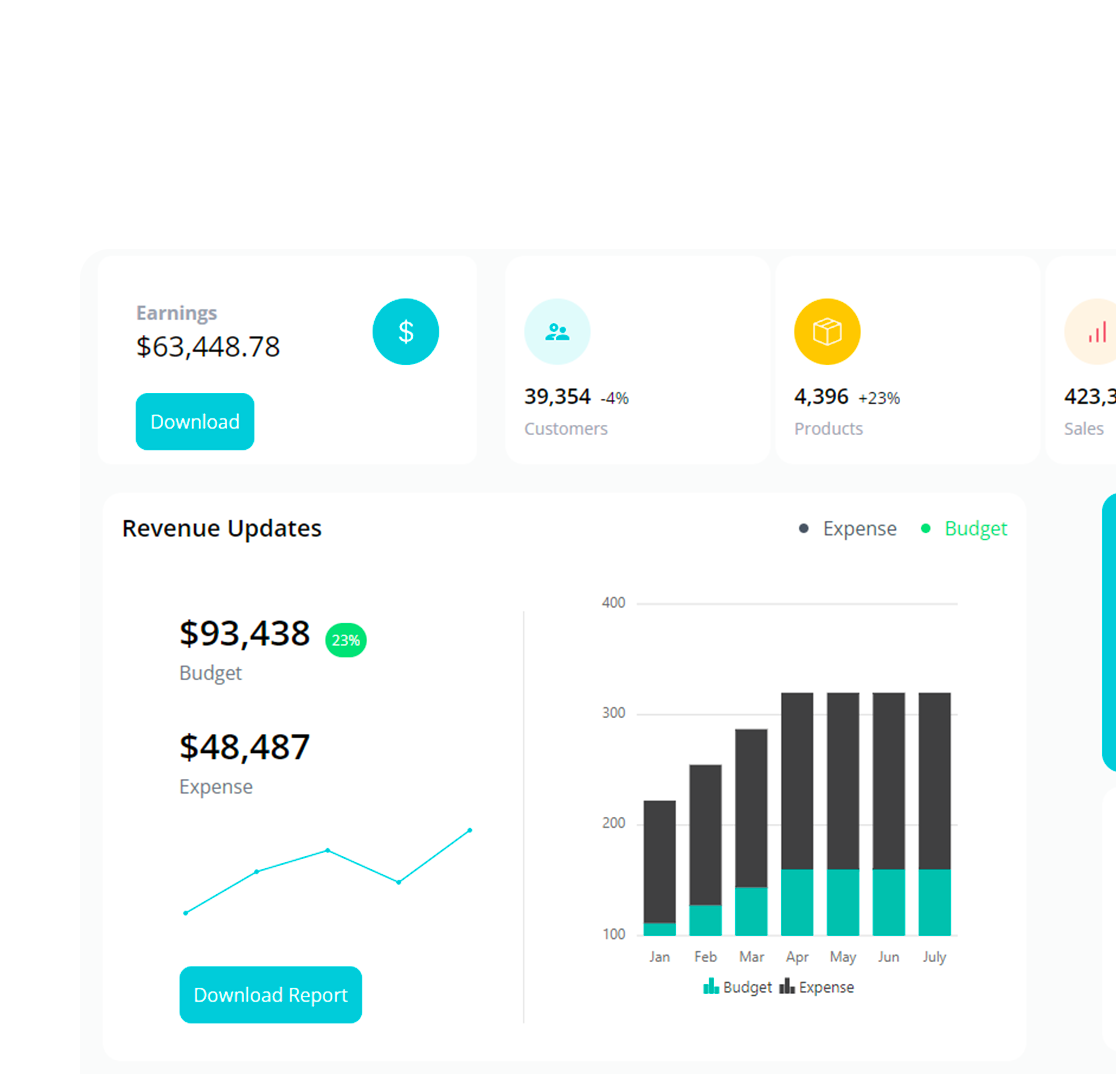 Earnings
$63,448.78
$
Download
39,354 -4%
Customers
4,396 +23%
Products
423,3
Sales
Revenue Updates
Expense
Budget
$93,438 23%
Budget
$48,487
Expense
Download Report
400
300
200
100
Jan Feb Mar Apr May Jun July
Budget Expense